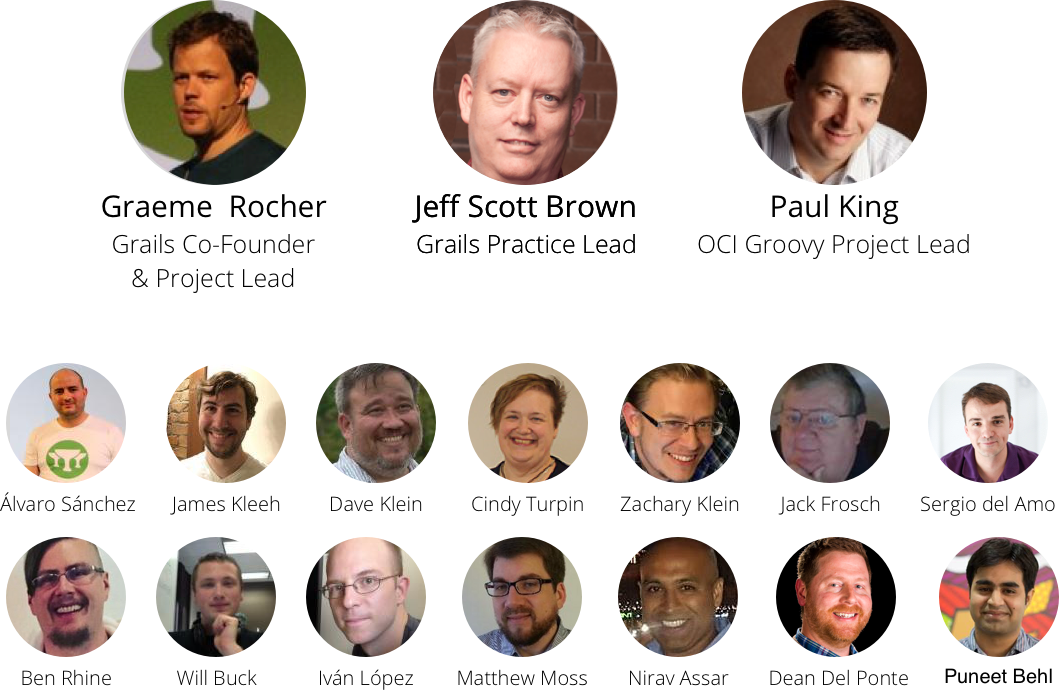 Graeme  Rocher
Jeff Scott Brown
Paul King
Grails Co-Founder
& Project Lead
Grails Practice Lead
OCI Groovy Project Lead
Álvaro Sánchez
James Kleeh
Dave Klein
Cindy Turpin
Zachary Klein
Jack Frosch
Sergio del Amo
Ben Rhine
Will Buck
Iván López
Matthew Moss
Nirav Assar
Dean Del Ponte
Puneet Behl